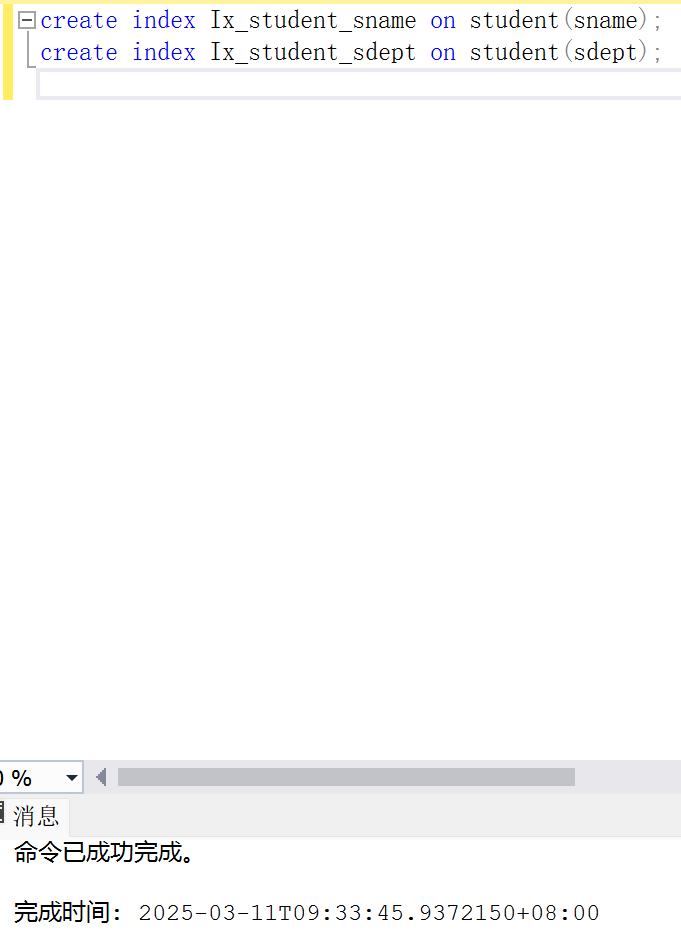 create index Ix_student_sname on student(sname);
create index Ix_student_sdept on student(sdept);
%
消息
命令已成功完成。
完成时间: 2025-03-11T09:33:45.9372150+08:00